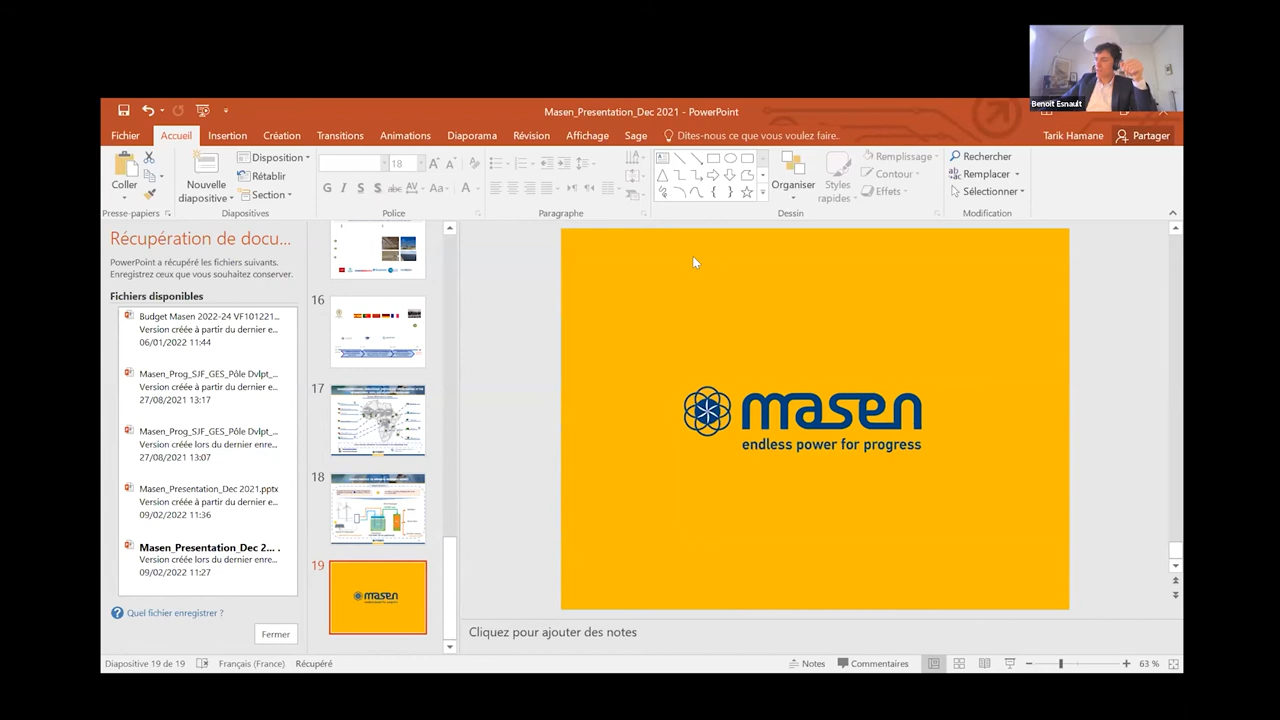 Benoit Esnault
Masen_Presentation_Dec 2021 - PowerPoint
Fichier
Accueil
Insertion
Création
Transitions
Animations
Diaporama
Révision
Affichage
Sage
Dites-nous ce que vous voulez faire.
Tarik Hamane
Partager
Coller
Presse-papiers
Nouvelle
diapositive
Disposition
Rétablir
Section
Diapositives
18
G I S S abc AV Aa A
Police
Paragraphe
Organiser
Styles
rapides
Remplissage
Contour
Effets
Dessin
Rechercher
Remplacer
Sélectionner
Modification
Récupération de docu...
PowerPoint a récupéré les fichiers suivants.
Enregistrez ceux que vous souhaitez conserver.
Fichiers disponibles
Budget Masen 2022-24 VF101221...
Version créée à partir du dernier e...
06/01/2022 11:44
Masen_Prog_SJF_GES_Pôle Dvlpt_...
Version créée à partir du dernier e...
27/08/2021 13:17
Masen_Prog_SJF_GES_Pôle Dvlpt_...
Version créée lors du dernier enre...
27/08/2021 13:07
Masen_Presentation_Dec 2021.pptx
Version créée à partir du dernier e...
09/02/2022 11:36
Masen_Presentation_Dec 2... .
Version créée lors du dernier enre...
09/02/2022 11:27
Quel fichier enregistrer ?
Fermer
16
17
18
19
masen
masen
endless power for progress
Cliquez pour ajouter des notes
Diapositive 19 de 19
Français (France)
Récupéré
Notes
Commentaires
63 %